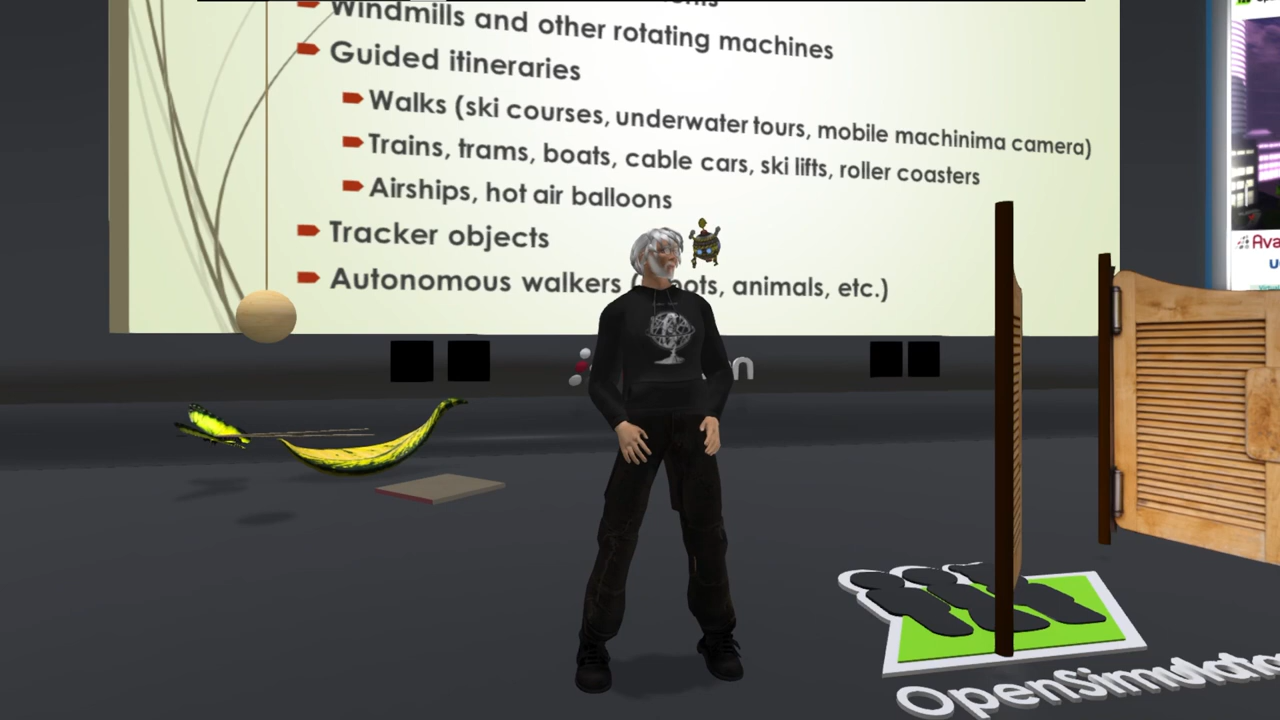 Windmills and other rotating machines
Guided itineraries
Walks (ski courses, underwater tours, mobile machinima camera)
Trains, trams, boats, cable cars, ski lifts, roller coasters
Airships, hot air balloons
Tracker objects
Autonomous walkers ( animals, etc.)
OpenSimulato